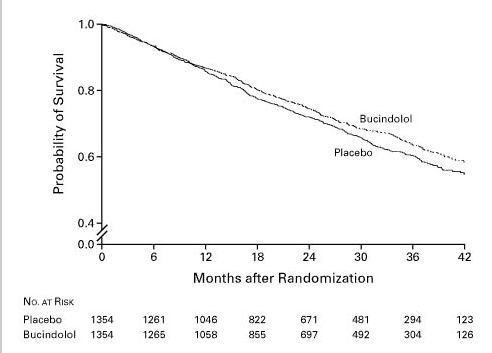 1.0
0.8
0.6
0.4
0.0
Probability of Survival
Bucindolol
Placebo
0 6 12 18 24 30 36 42
Months after Randomization
NO. AT RISK
Placebo 1354 1261 1046 822 671 481 294 123
Bucindolol 1354 1265 1058 855 697 492 304 126